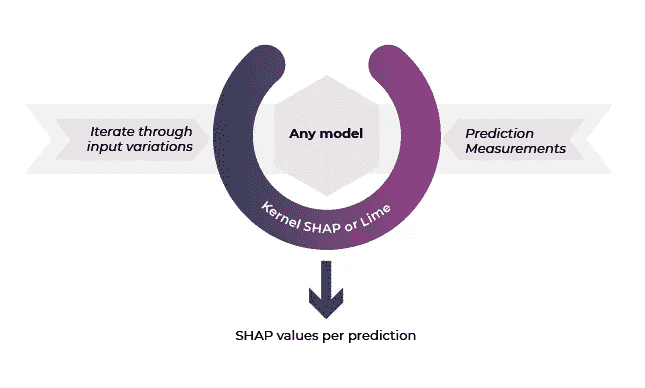 Iterate through
input variations
Any model
Prediction
Measurements
Kernel SHAP or Lime
SHAP values per prediction